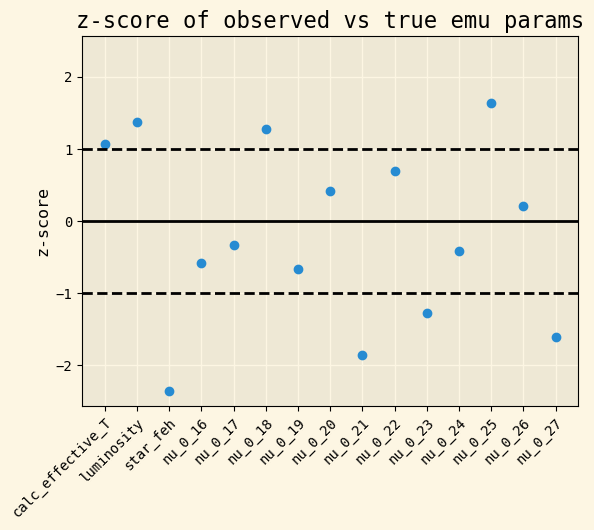 z-score of observed vs true emu params
z-score
2
1
0
−1
−2
calc_effective_T
luminosity
star_feh
nu_0_16
nu_0_17
nu_0_18
nu_0_19
nu_0_20
nu_0_21
nu_0_22
nu_0_23
nu_0_24
nu_0_25
nu_0_26
nu_0_27